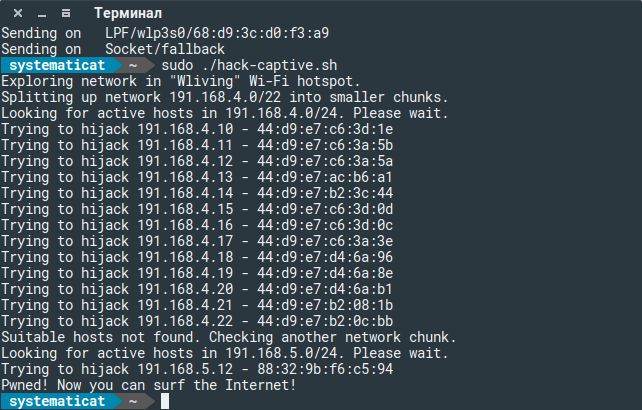 Терминал
Sending on   LPF/wlp3s0/68:d9:3c:d0:f3:a9
Sending on   Socket/fallback
systematicat ~ sudo ./hack-captive.sh
Exploring network in "Wliving" Wi-Fi hotspot.
Splitting up network 191.168.4.0/22 into smaller chunks.
Looking for active hosts in 191.168.4.0/24. Please wait.
Trying to hijack 191.168.4.10 - 44:d9:e7:c6:3d:1e
Trying to hijack 191.168.4.11 - 44:d9:e7:c6:3a:5b
Trying to hijack 191.168.4.12 - 44:d9:e7:c6:3a:5a
Trying to hijack 191.168.4.13 - 44:d9:e7:ac:b6:a1
Trying to hijack 191.168.4.14 - 44:d9:e7:b2:3c:44
Trying to hijack 191.168.4.15 - 44:d9:e7:c6:3d:0d
Trying to hijack 191.168.4.16 - 44:d9:e7:c6:3d:0c
Trying to hijack 191.168.4.17 - 44:d9:e7:c6:3a:3e
Trying to hijack 191.168.4.18 - 44:d9:e7:d4:6a:96
Trying to hijack 191.168.4.19 - 44:d9:e7:d4:6a:8e
Trying to hijack 191.168.4.20 - 44:d9:e7:d4:6a:b1
Trying to hijack 191.168.4.21 - 44:d9:e7:b2:08:1b
Trying to hijack 191.168.4.22 - 44:d9:e7:b2:0c:bb
Suitable hosts not found. Checking another network chunk.
Looking for active hosts in 191.168.5.0/24. Please wait.
Trying to hijack 191.168.5.12 - 88:32:9b:f6:c5:94
Pwned! Now you can surf the Internet!
systematicat ~